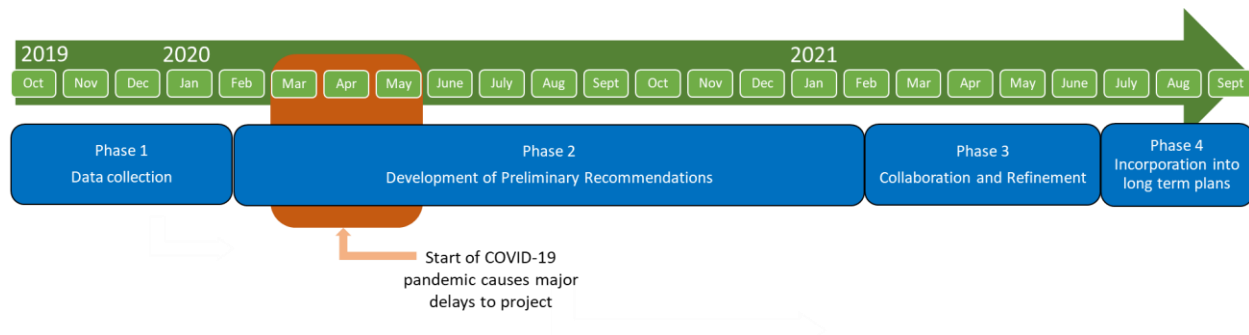 2019 2020 2021
Oct Nov Dec Jan Feb Mar Apr May June July Aug Sept Oct Nov Dec Jan Feb Mar Apr May June July Aug Sept
Phase 1
Data collection
Phase 2
Development of Preliminary Recommendations
Phase 3
Collaboration and Refinement
Phase 4
Incorporation into
long term plans
Start of COVID-19
pandemic causes major
delays to project